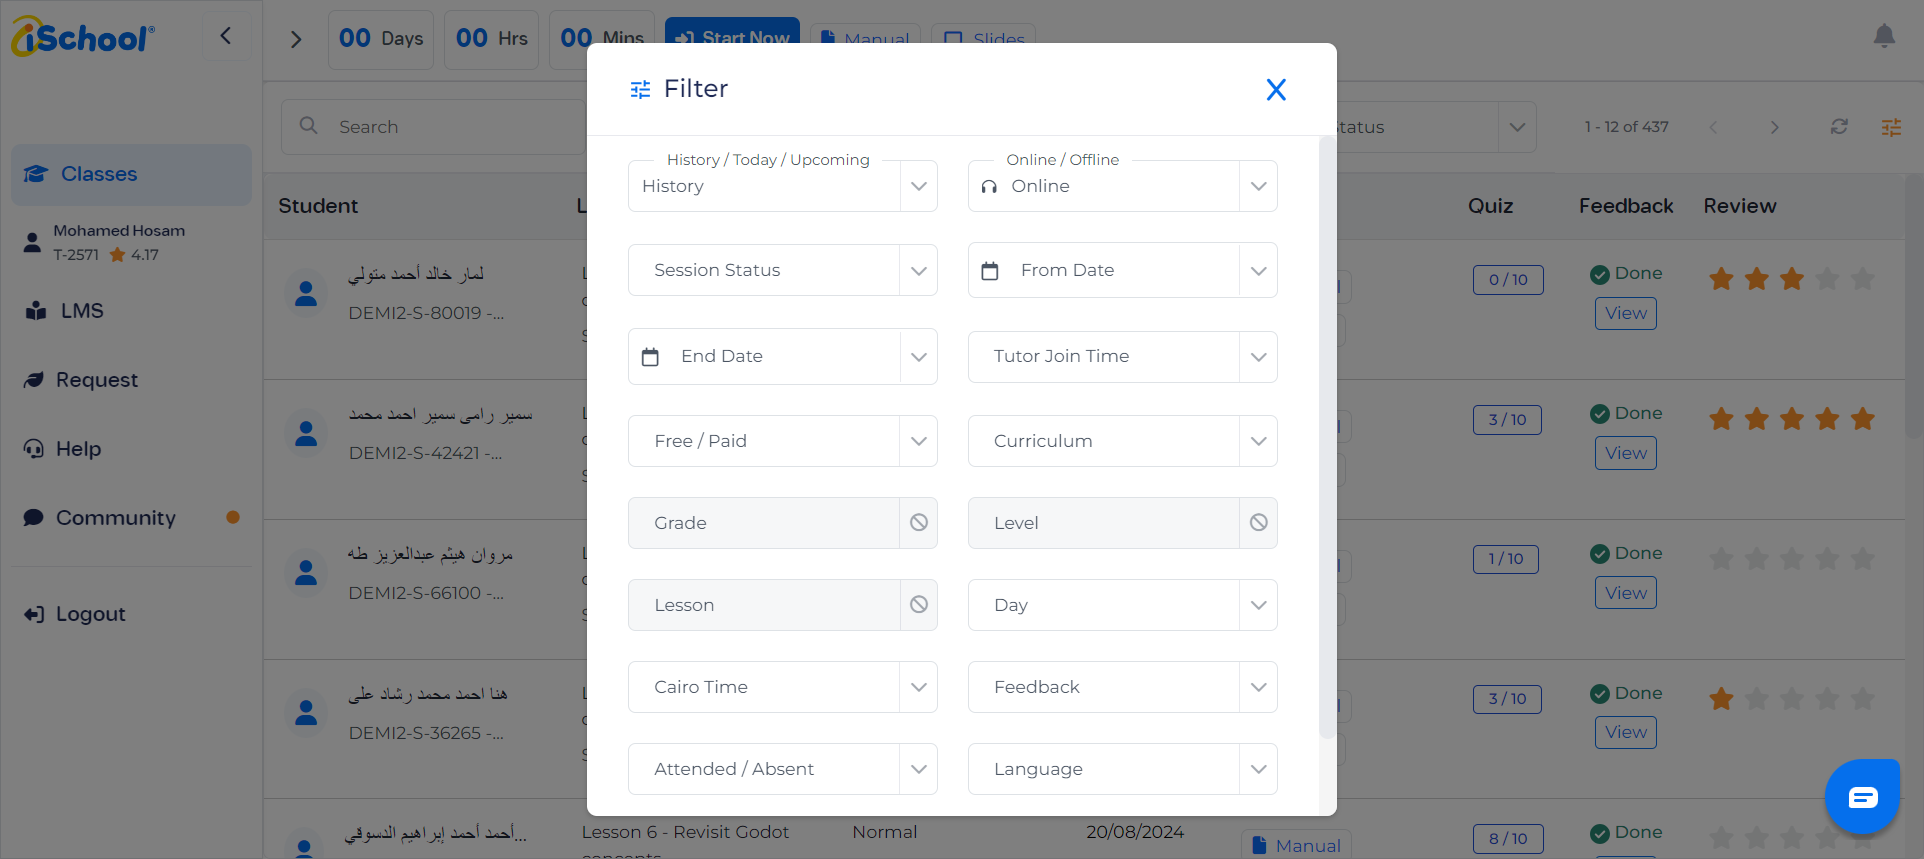 iSchool®
00 Days
00 Hrs
00 Mins
Start Now
Manual
Slides
Search
1 - 12 of 437
Classes
Mohamed Hosam
T-2571 4.17
LMS
Request
Help
Community
Logout
Filter
X
History / Today / Upcoming
History
Online / Offline
Online
Session Status
From Date
End Date
Tutor Join Time
Free / Paid
Curriculum
Grade
Level
Lesson
Day
Cairo Time
Feedback
Attended / Absent
Language
Student
Quiz
Feedback
Review
لمار خالد أحمد متولي
DEMI2-S-80019 -...
0 / 10
Done
View
سمير رامى سمير احمد محمد
DEMI2-S-42421 -...
3 / 10
Done
View
مروان هيثم عبدالعزيز طه
DEMI2-S-66100 -...
1 / 10
Done
View
هنا احمد محمد رشاد على
DEMI2-S-36265 -...
3 / 10
Done
View
أحمد أحمد إبراهيم الدسوقي...
Lesson 6 - Revisit Godot
Normal
20/08/2024
Manual
8 / 10
Done